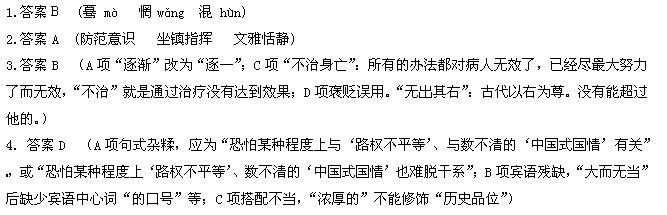 1.答案B （蓦 mò　惘 wǎng　混 hùn）
2.答案A （防范意识　坐镇指挥　文雅恬静）
3.答案B　（A 项“逐渐”改为“逐一”；C 项“不治身亡”：所有的办法都对病人无效了，已经尽最大努力
了而无效，“不治”就是通过治疗没有达到效果；D 项褒贬误用。“无出其右”：古代以右为尊。没有能超过
他的。）
4. 答案 D　（A 项句式杂糅，应为“恐怕某种程度上与‘路权不平等’、与数不清的‘中国式国情’有关”
。或“恐怕某种程度上‘路权不平等’、数不清的‘中国式国情’也难脱干系”；B 项宾语残缺，“大而无当”
后缺少宾语中心词“的口号”等；C 项搭配不当，“浓厚的”不能修饰“历史品位”）